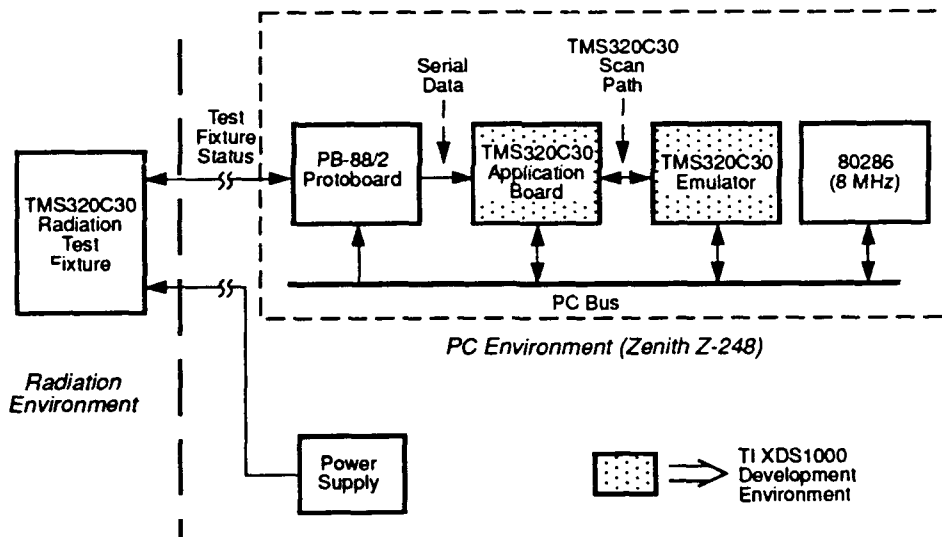 Serial
Data
TMS320C30
Scan
Path
Test
Fixture
Status
PB-88/2
Protoboard
TMS320C30
Application
Board
TMS320C30
Emulator
80286
(8 MHz)
TMS320C30
Radiation
Test
Fixture
PC Bus
PC Environment (Zenith Z-248)
Radiation
Environment
Power
Supply
TI XDS1000
Development
Environment